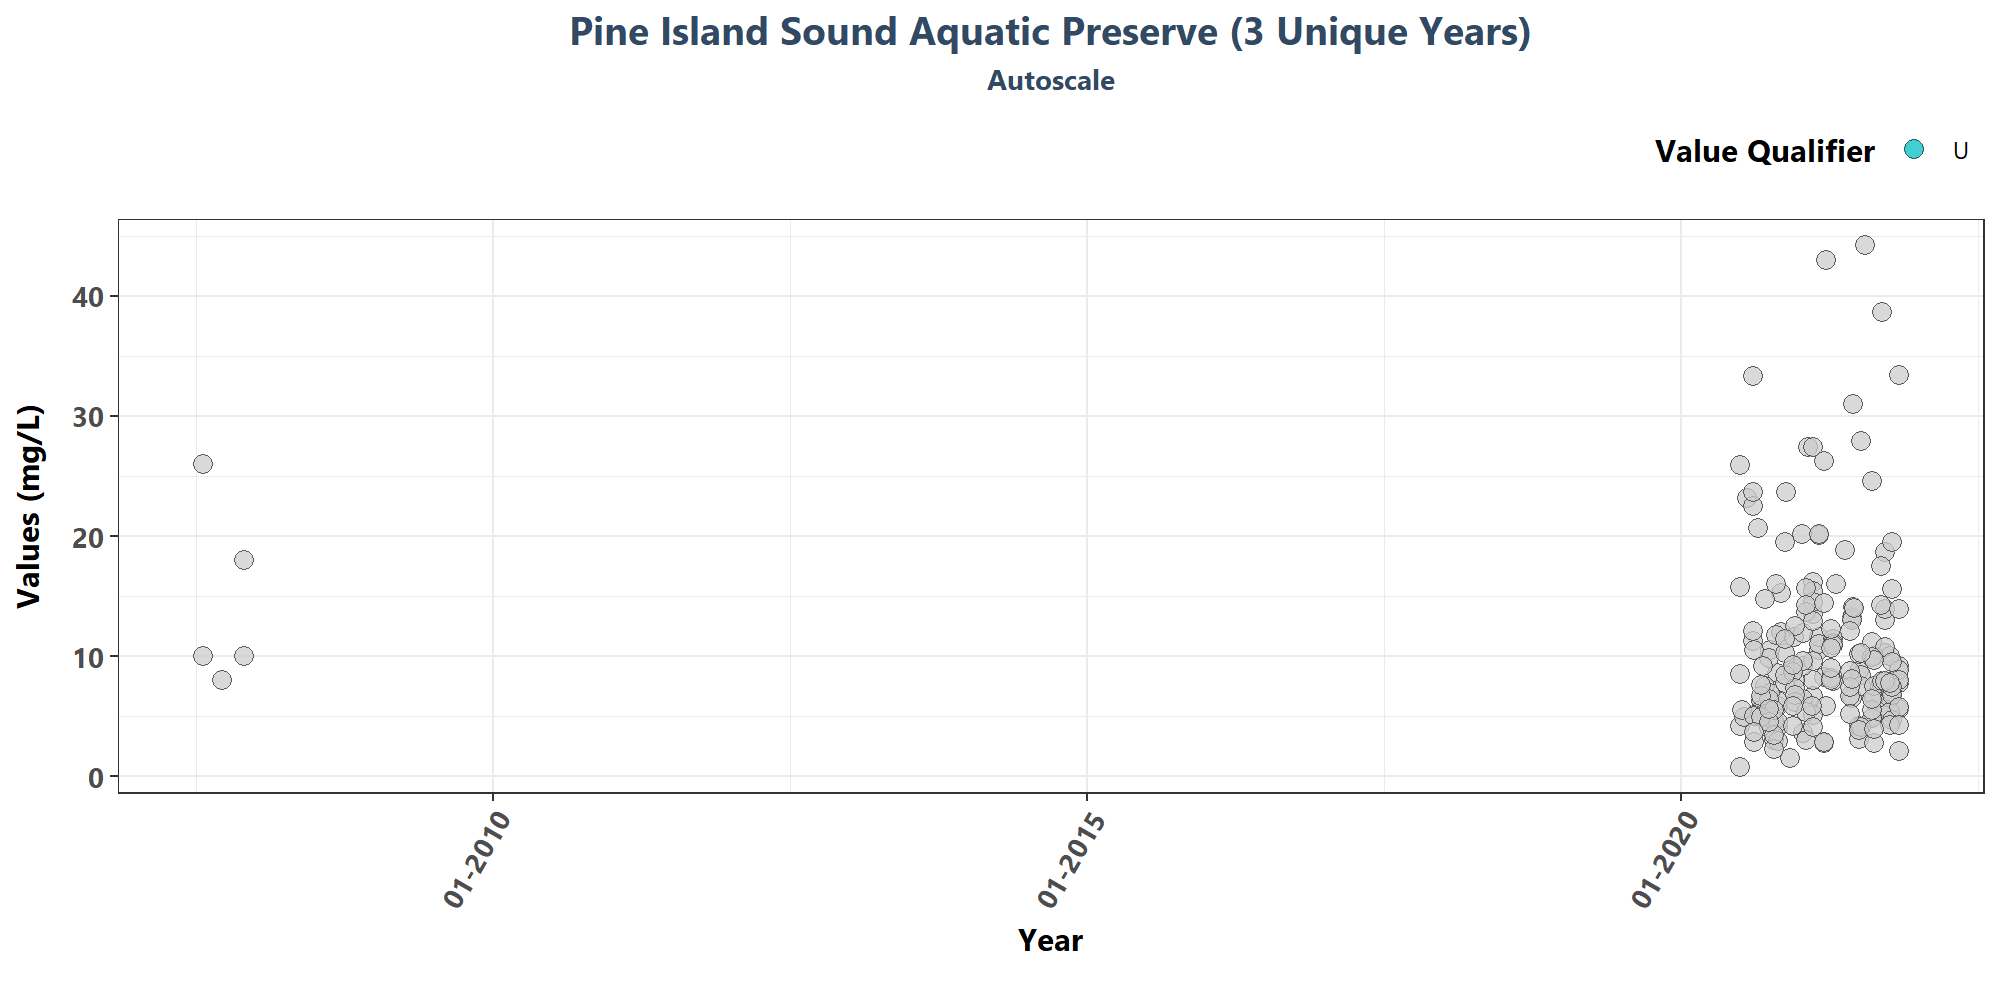 Pine Island Sound Aquatic Preserve (3 Unique Years)
Autoscale
Value Qualifier U
Values (mg/L)
40
30
20
10
0
01-2010
01-2015
01-2020
Year